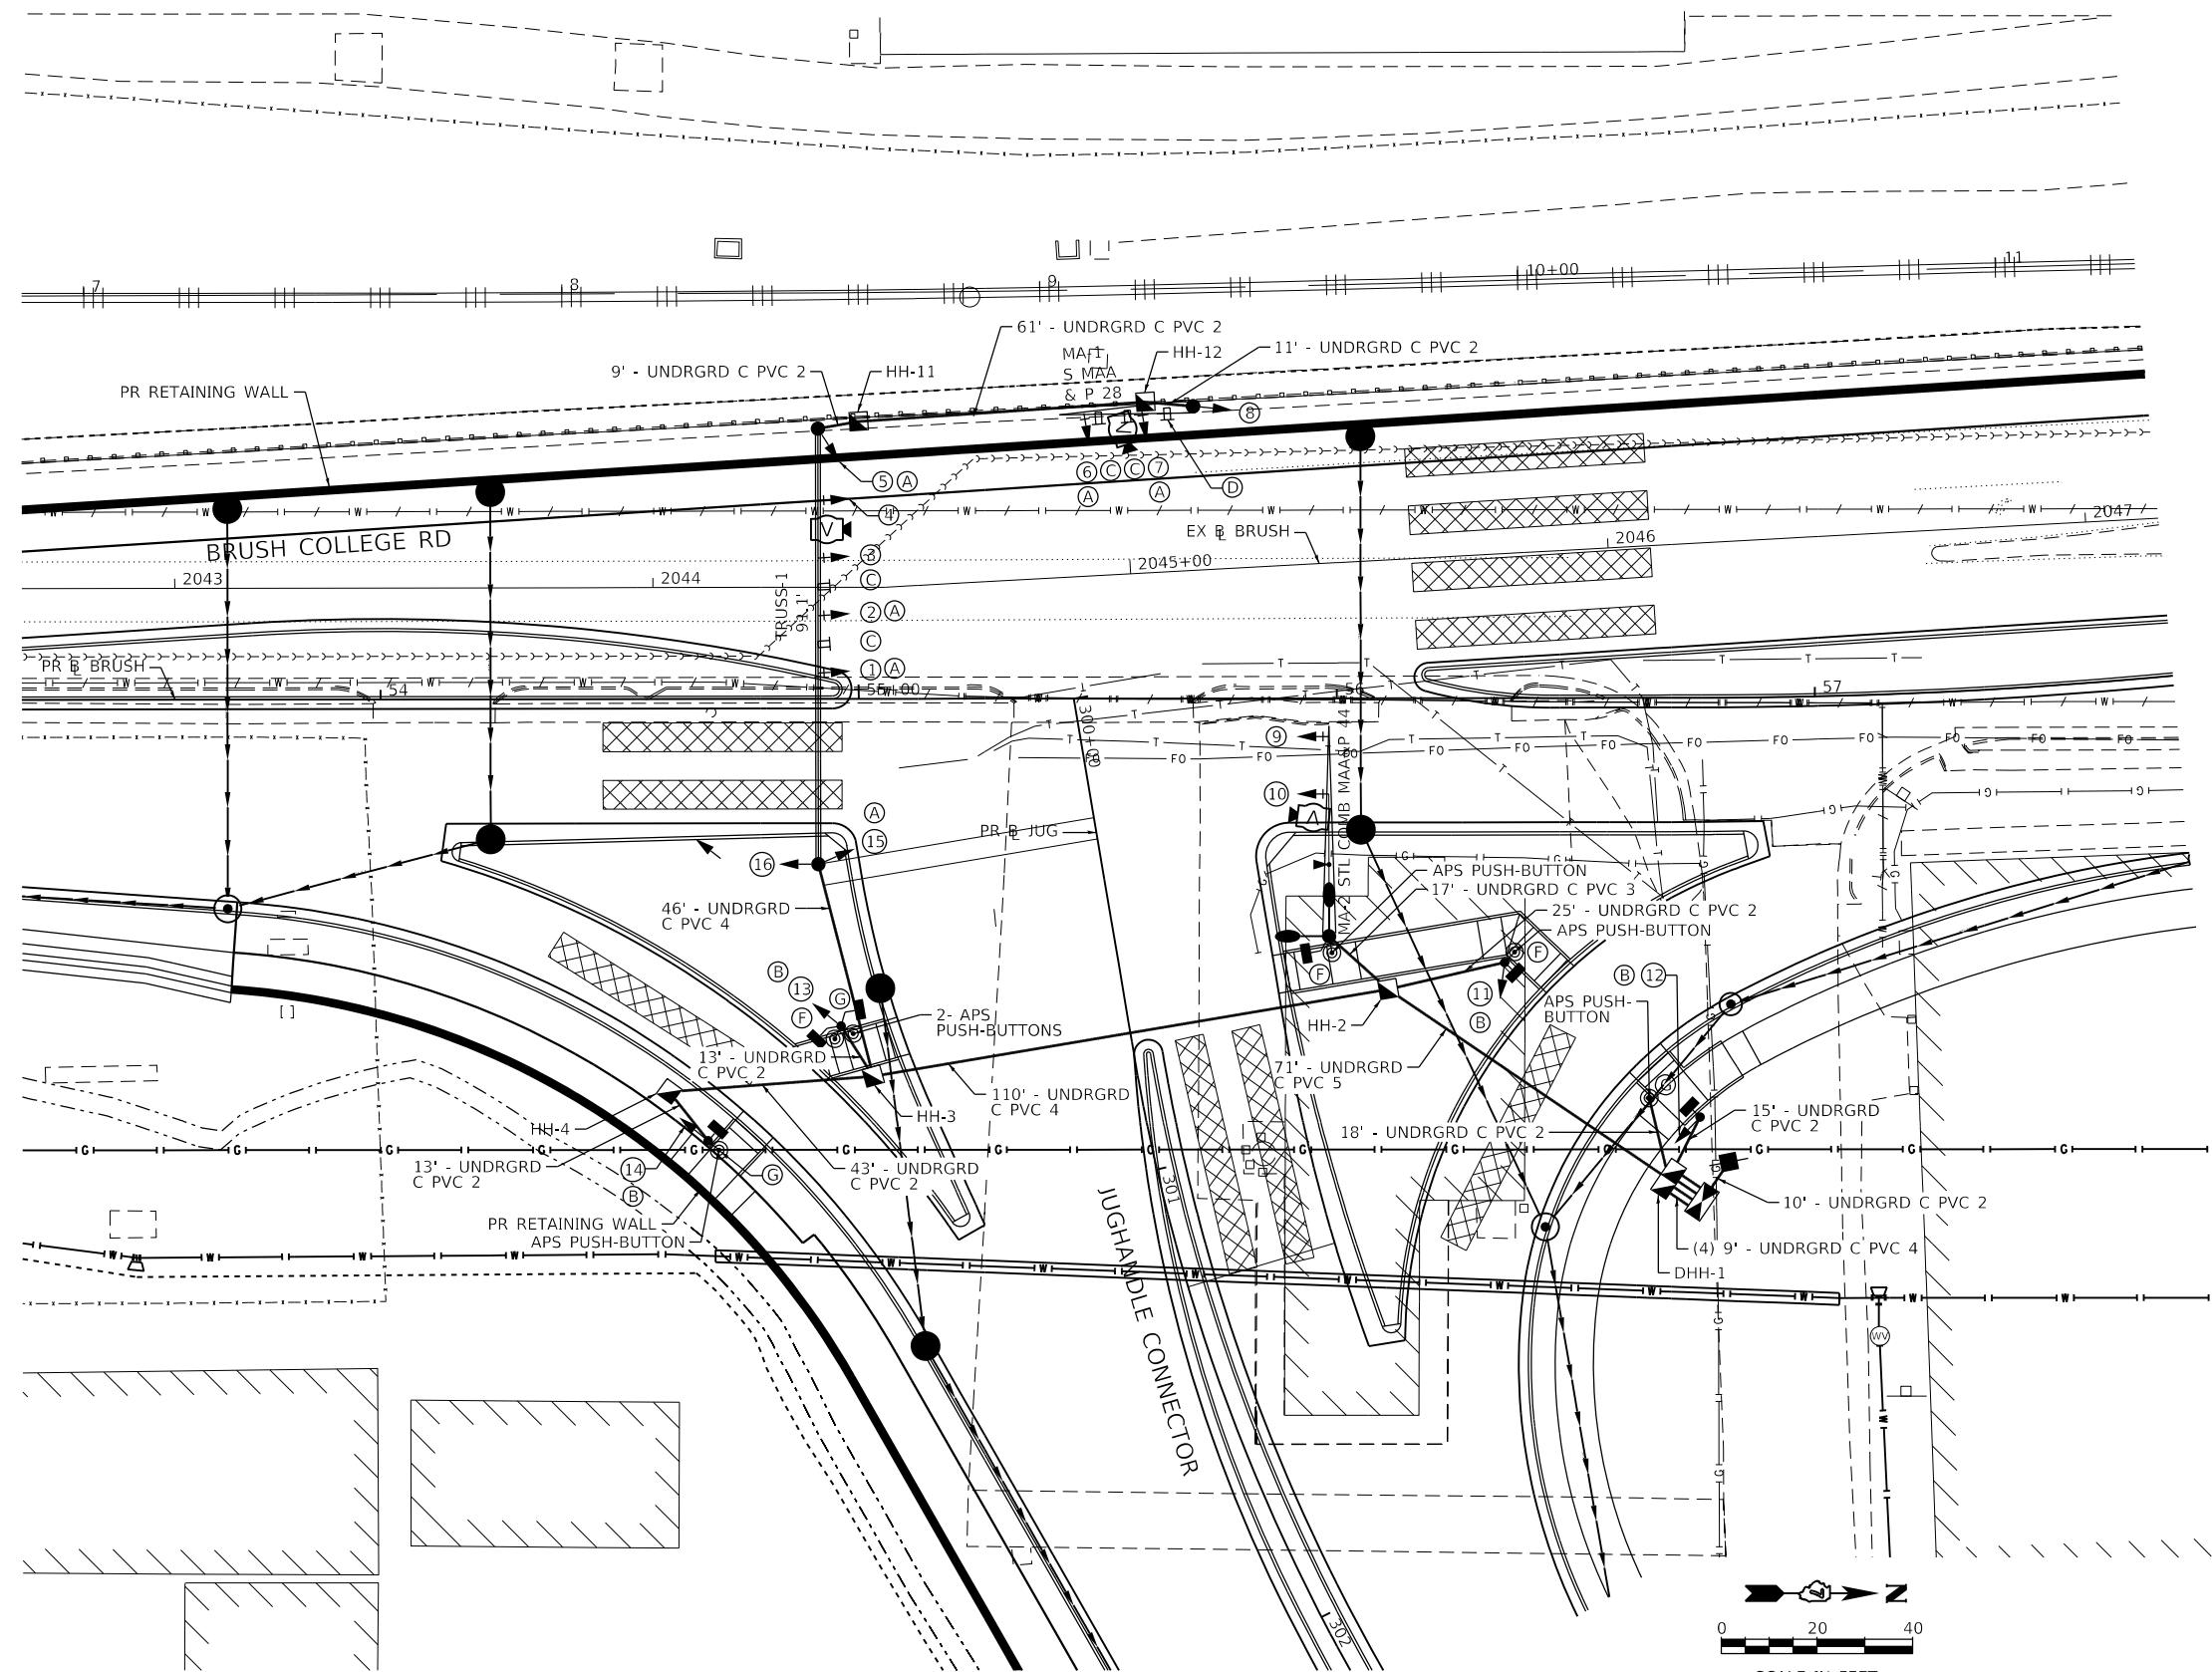 7
8
9
10+00
11
61' - UNDRGRD C PVC 2
MA-1
S MAA
& P 28
HH-12
11' - UNDRGRD C PVC 2
9' - UNDRGRD C PVC 2
HH-11
PR RETAINING WALL
8
5 A
6 C C 7
A A
D
4
BRUSH COLLEGE RD
EX B BRUSH
2043
2044
2045+00
2046
2047
3
C
TRUSS-1
93.1'
2 A
C
1 A
PR B BRUSH
54
55+00
56
57
300+00
9
10
MA-2 STL COMB MAA&P 44
A
15
16
PR B JUG
APS PUSH-BUTTON
17' - UNDRGRD C PVC 3
25' - UNDRGRD C PVC 2
APS PUSH-BUTTON
46' - UNDRGRD
C PVC 4
B
13
G
F
F
F
B 12
11
B
APS PUSH-
BUTTON
2- APS
PUSH-BUTTONS
HH-2
13' - UNDRGRD
C PVC 2
71' - UNDRGRD
C PVC 5
G
110' - UNDRGRD
C PVC 4
HH-3
HH-4
15' - UNDRGRD
C PVC 2
18' - UNDRGRD C PVC 2
13' - UNDRGRD
C PVC 2
14
B
G
43' - UNDRGRD
C PVC 2
301
10' - UNDRGRD C PVC 2
PR RETAINING WALL
APS PUSH-BUTTON
(4) 9' - UNDRGRD C PVC 4
DHH-1
JUGHANDLE CONNECTOR
WV
302
N
0 20 40